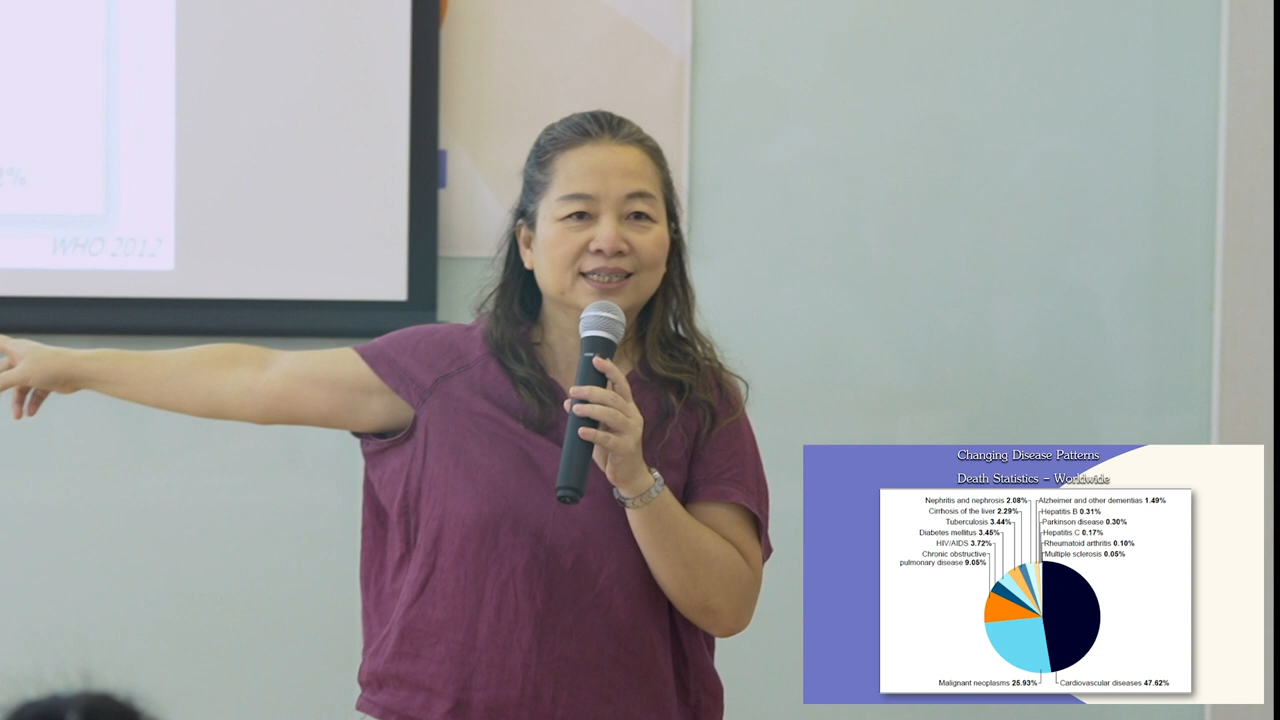 WHO 2012
Changing Disease Patterns
Death Statistics – Worldwide
Nephritis and nephrosis 2.08%
Cirrhosis of the liver 2.29%
Tuberculosis 3.44%
Diabetes mellitus 3.45%
HIV/AIDS 3.72%
Chronic obstructive
pulmonary disease 9.05%
Alzheimer and other dementias 1.49%
Hepatitis B 0.31%
Parkinson disease 0.30%
Hepatitis C 0.17%
Rheumatoid arthritis 0.10%
Multiple sclerosis 0.05%
Malignant neoplasms 25.93%
Cardiovascular diseases 47.62%